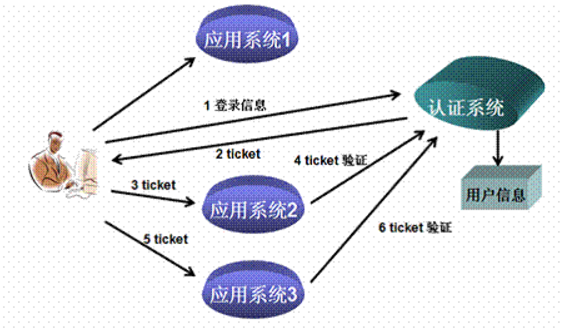 应用系统1
1 登录信息
认证系统
2 ticket
4 ticket 验证
3 ticket
应用系统2
用户信息
5 ticket
6 ticket 验证
应用系统3